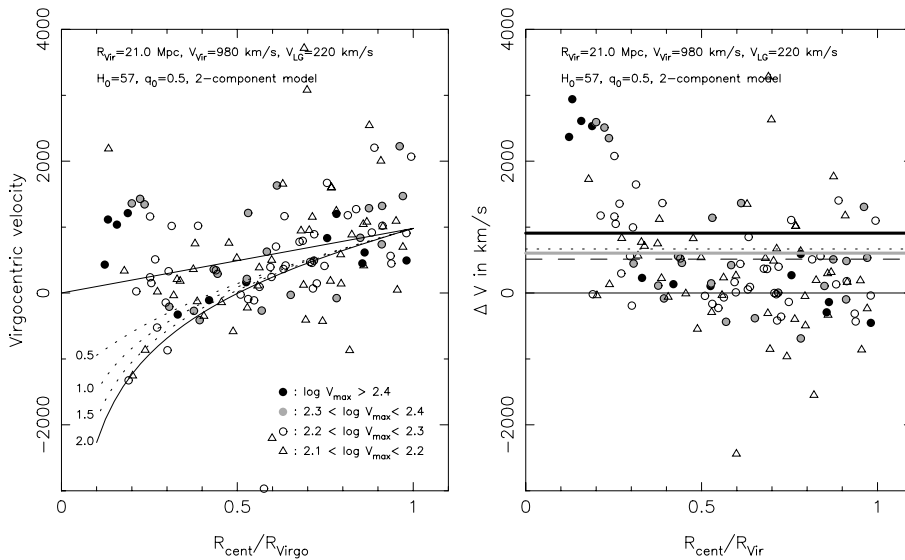 4000
2000
0
−2000
Virgocentric velocity
R_Vir=21.0 Mpc, V_Vir=980 km/s, V_LG=220 km/s
H_0=57, q_0=0.5, 2-component model
0.5
1.0
1.5
2.0
: log V_max > 2.4
: 2.3 < log V_max < 2.4
: 2.2 < log V_max < 2.3
: 2.1 < log V_max < 2.2
0 0.5 1
R_cent/R_Virgo
4000
2000
0
−2000
Δ V in km/s
R_Vir=21.0 Mpc, V_Vir=980 km/s, V_LG=220 km/s
H_0=57, q_0=0.5, 2-component model
0 0.5 1
R_cent/R_Vir